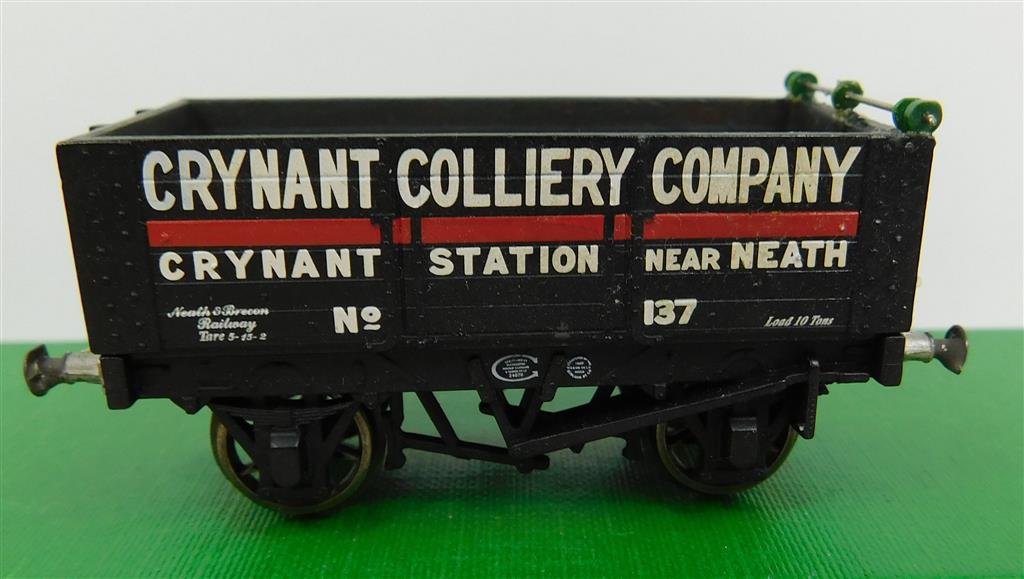 CRYNANT COLLIERY COMPANY
CRYNANT STATION NEAR NEATH
Neath & Brecon
Railway
Tare 5-15-2
No 137
Load 10 Tons